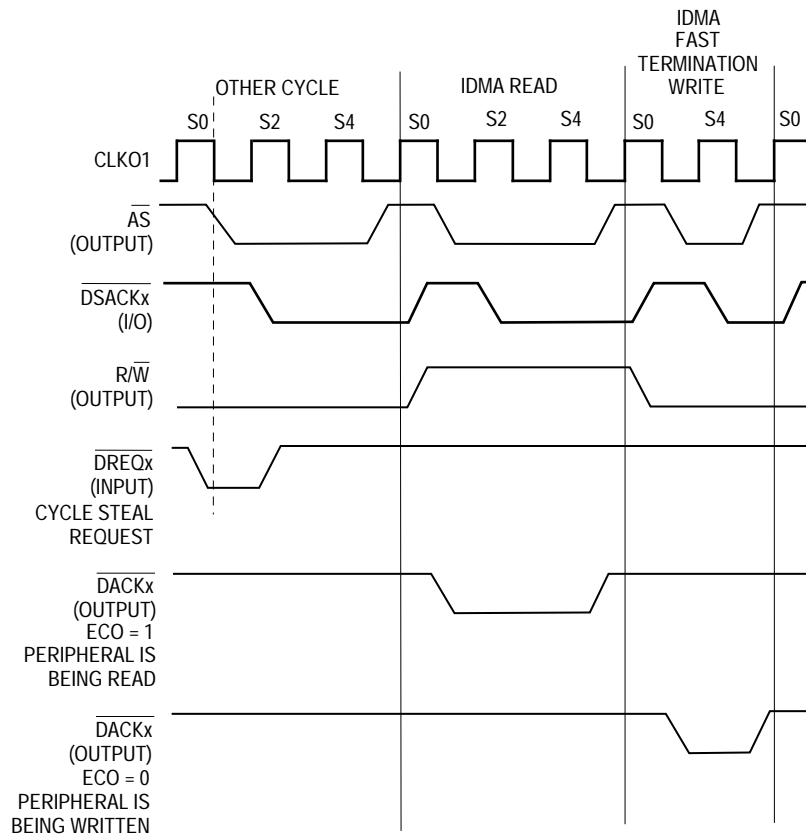 IDMA
FAST
TERMINATION
WRITE
OTHER CYCLE
IDMA READ
S0 S2 S4 S0 S2 S4 S0 S4 S0
CLKO1
AS
(OUTPUT)
DSACKx
(I/O)
R/W
(OUTPUT)
DREQx
(INPUT)
CYCLE STEAL
REQUEST
DACKx
(OUTPUT)
ECO = 1
PERIPHERAL IS
BEING READ
DACKx
(OUTPUT)
ECO = 0
PERIPHERAL IS
BEING WRITTEN